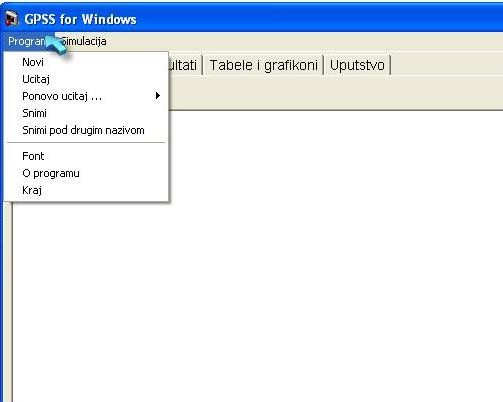 GPSS for Windows
Program Simulacija
ultati Tabele i grafikoni Uputstvo
Novi
Ucitaj
Ponovo ucitaj ...
Snimi
Snimi pod drugim nazivom
Font
O programu
Kraj